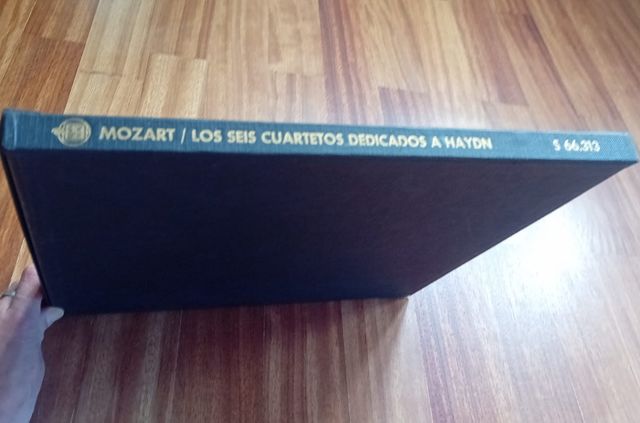 MOZART / LOS SEIS CUARTETOS DEDICADOS A HAYDN S 66.313